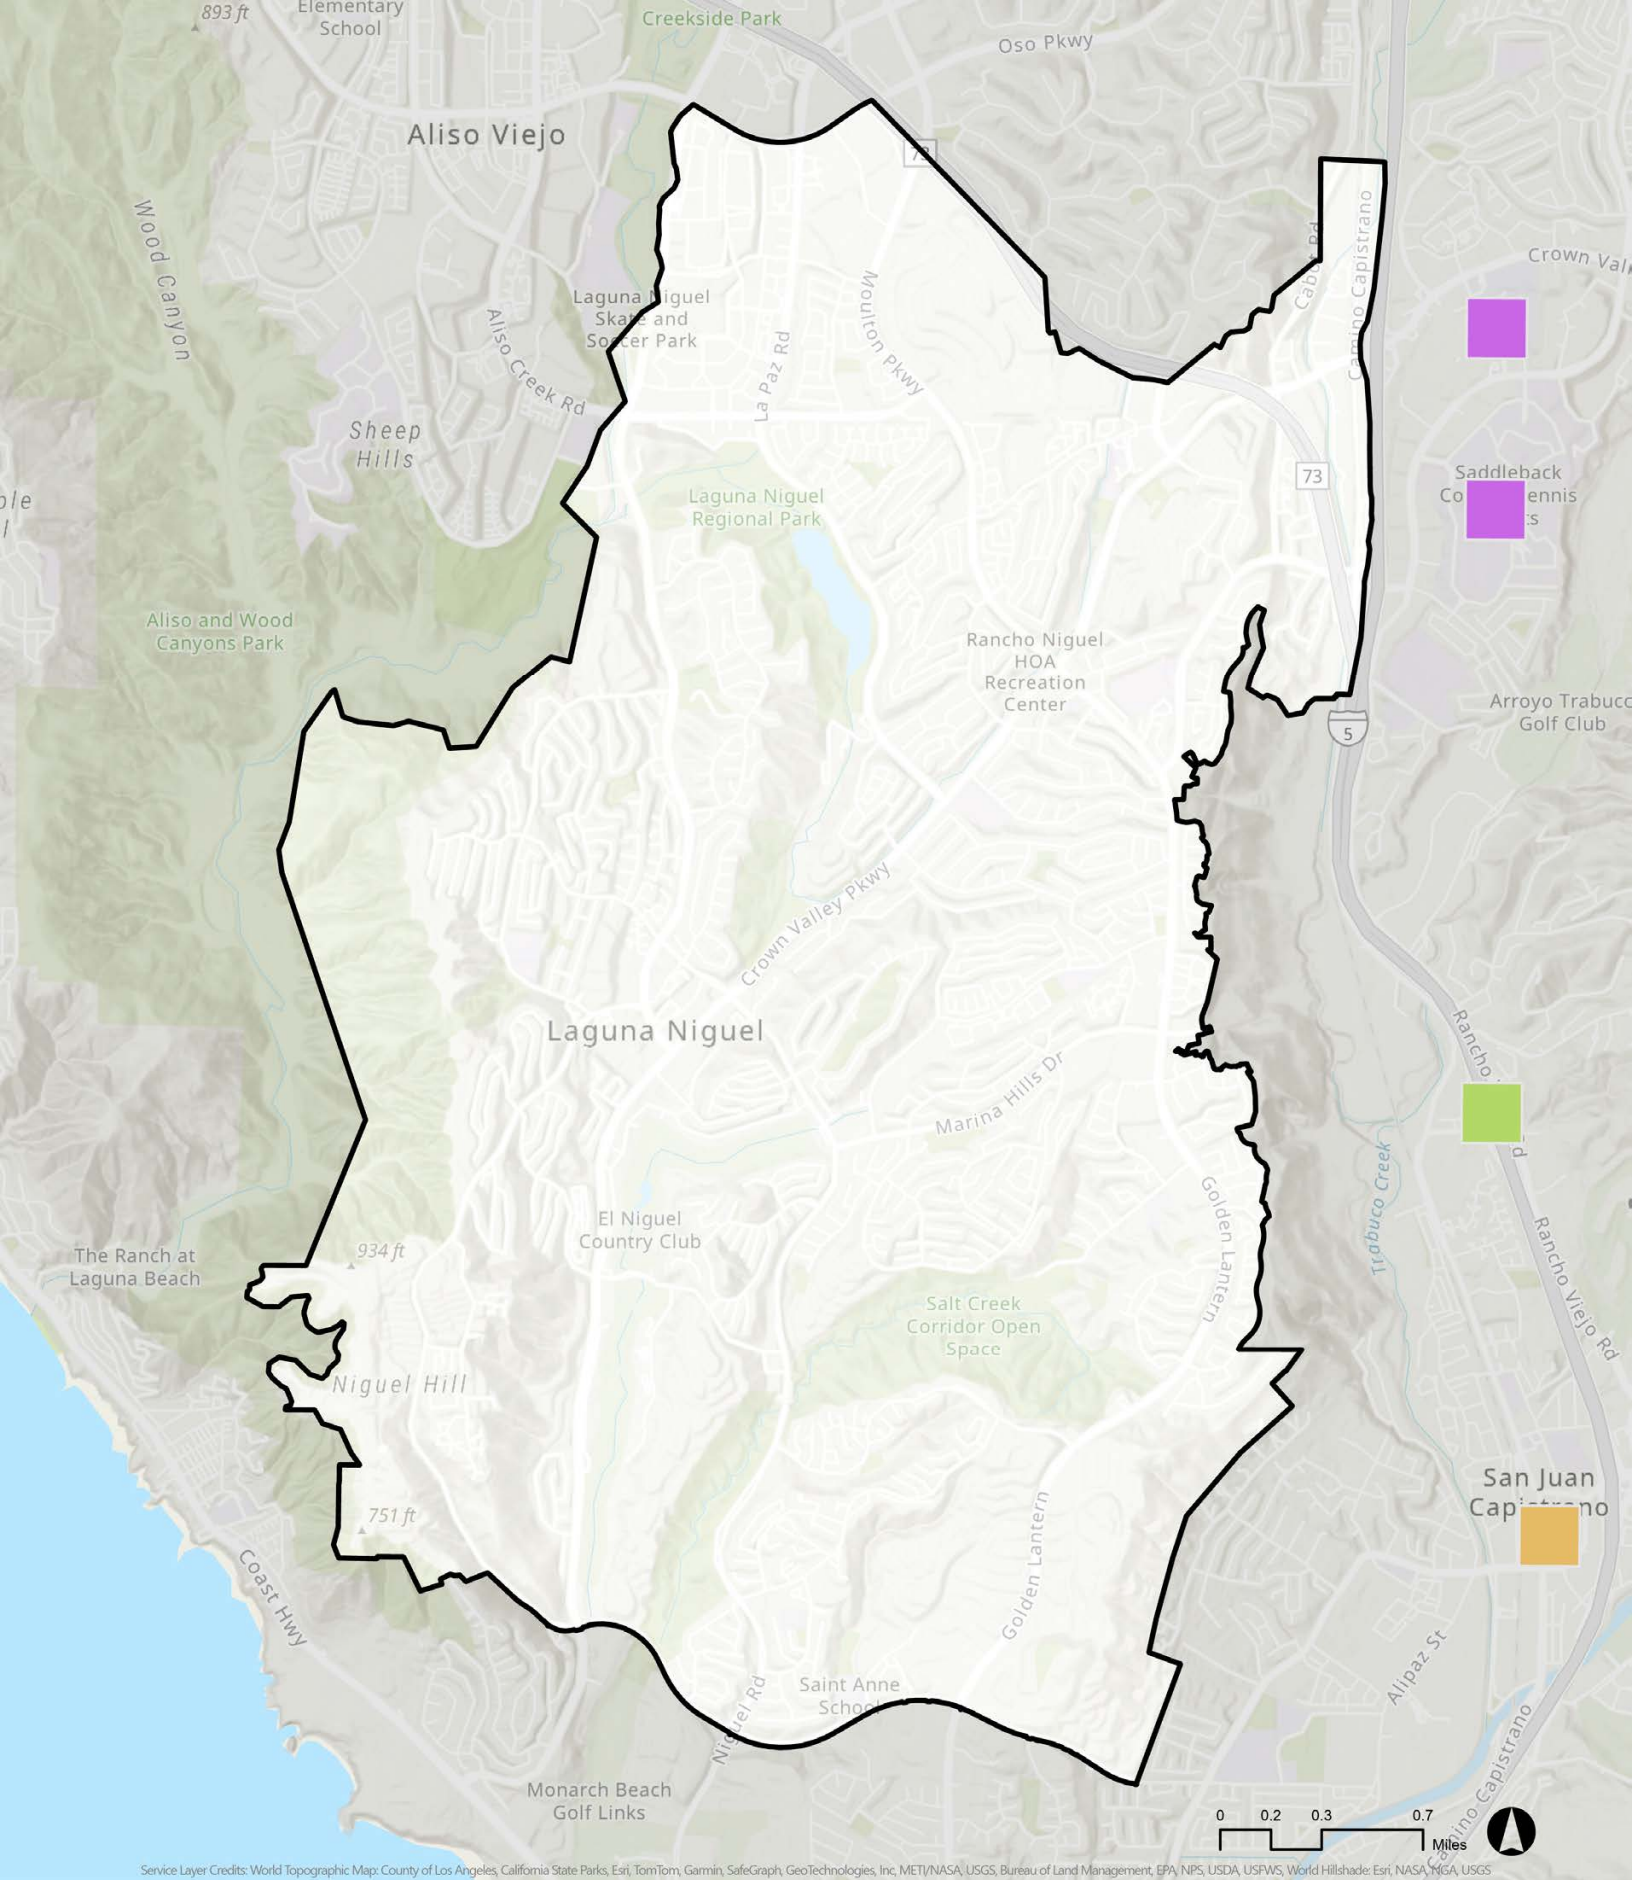 893 ft
Elementary
School
Creekside Park
Oso Pkwy
Aliso Viejo
73
Wood Canyon
Cabot Rd
Camino Capistrano
Crown Vall
Laguna Niguel
Skate and
Soccer Park
Moulton Pkwy
Aliso Creek Rd
La Paz Rd
Sheep
Hills
73
Saddleback
Laguna Niguel
Regional Park
Aliso and Wood
Canyons Park
Rancho Niguel
HOA
Recreation
Center
Arroyo Trabuco
Golf Club
5
Crown Valley Pkwy
Laguna Niguel
Rancho
Marina Hills Dr
Trabuco Creek
Golden Lantern
El Niguel
Country Club
934 ft
The Ranch at
Laguna Beach
Rancho Viejo Rd
Salt Creek
Corridor Open
Space
Niguel Hill
San Juan
Capistrano
751 ft
Golden Lantern
Coast Hwy
Alipaz St
Saint Anne
School
Niguel Rd
Camino Capistrano
Monarch Beach
Golf Links
0 0.2 0.3 0.7
Miles
Service Layer Credits: World Topographic Map: County of Los Angeles, California State Parks, Esri, TomTom, Garmin, SafeGraph, GeoTechnologies, Inc, METI/NASA, USGS, Bureau of Land Management, EPA, NPS, USDA, USFWS, World Hillshade: Esri, NASA, NGA, USGS